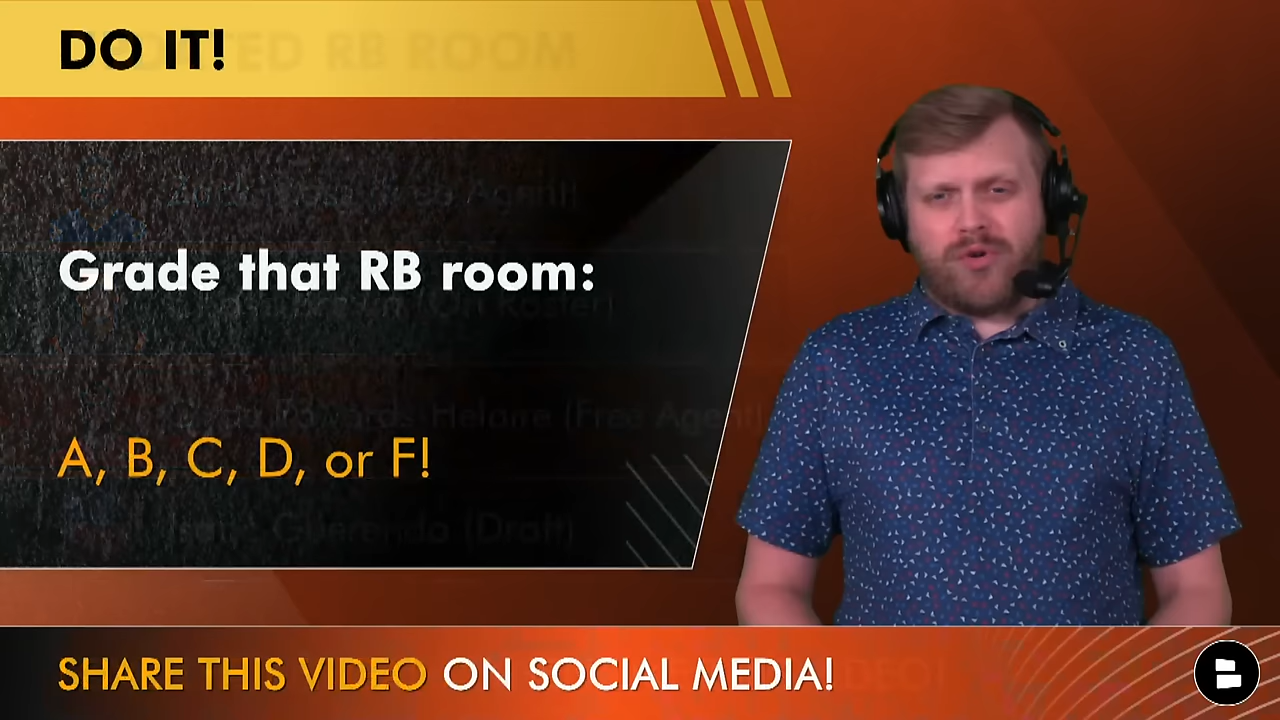 DO IT!
Grade that RB room:
A, B, C, D, or F!
SHARE THIS VIDEO ON SOCIAL MEDIA!